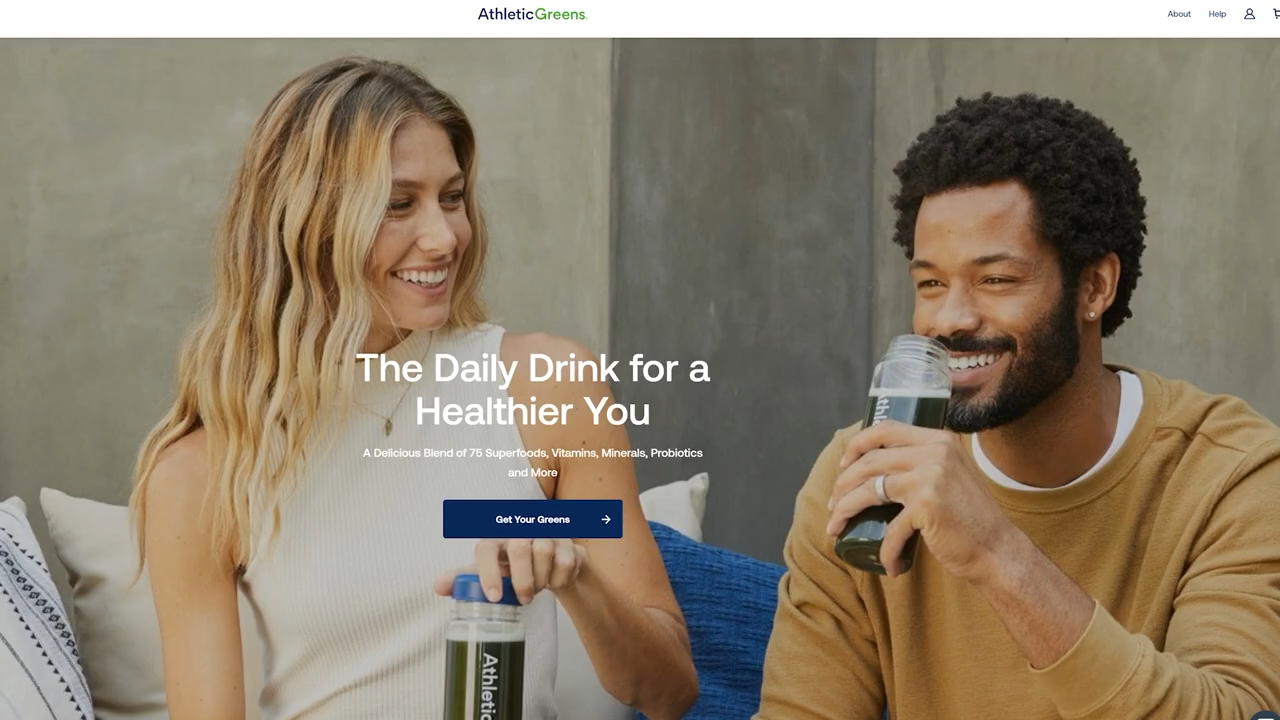 AthleticGreens.
About
Help
The Daily Drink for a
Healthier You
A Delicious Blend of 75 Superfoods, Vitamins, Minerals, Probiotics
and More
Get Your Greens
Athletic